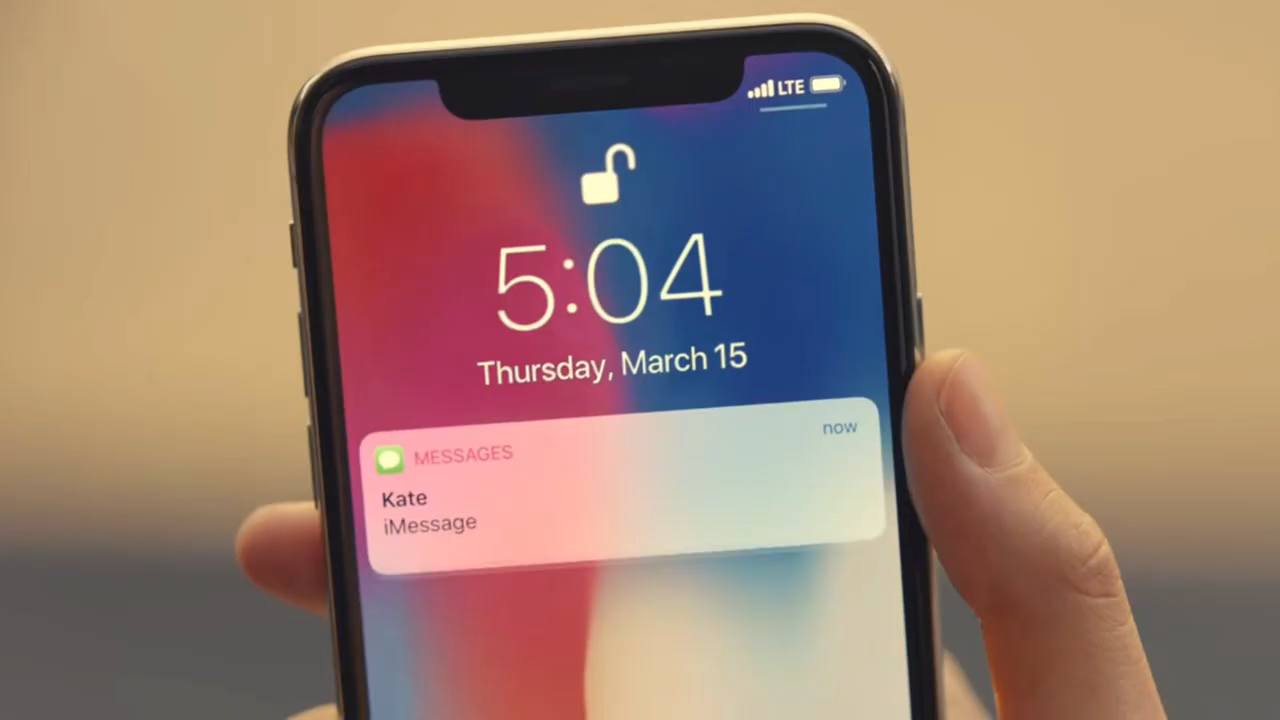 LTE
5:04
Thursday, March 15
MESSAGES
now
Kate
iMessage